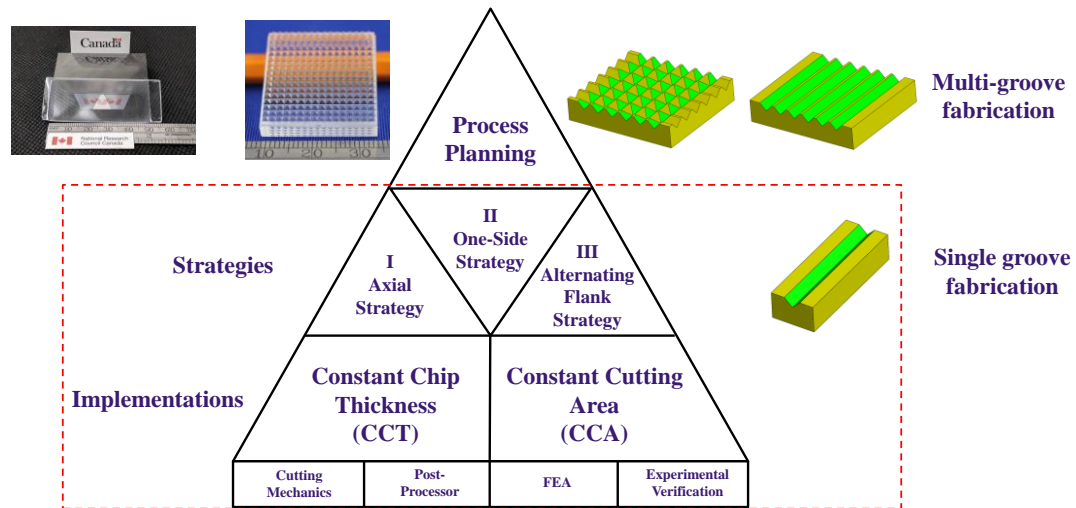 Canada
National Research
Council Canada
10
20
30
Process
Planning
Multi-groove
fabrication
Strategies
I
Axial
Strategy
II
One-Side
Strategy
III
Alternating
Flank
Strategy
Single groove
fabrication
Implementations
Constant Chip
Thickness
(CCT)
Constant Cutting
Area
(CCA)
Cutting
Mechanics
Post-
Processor
FEA
Experimental
Verification